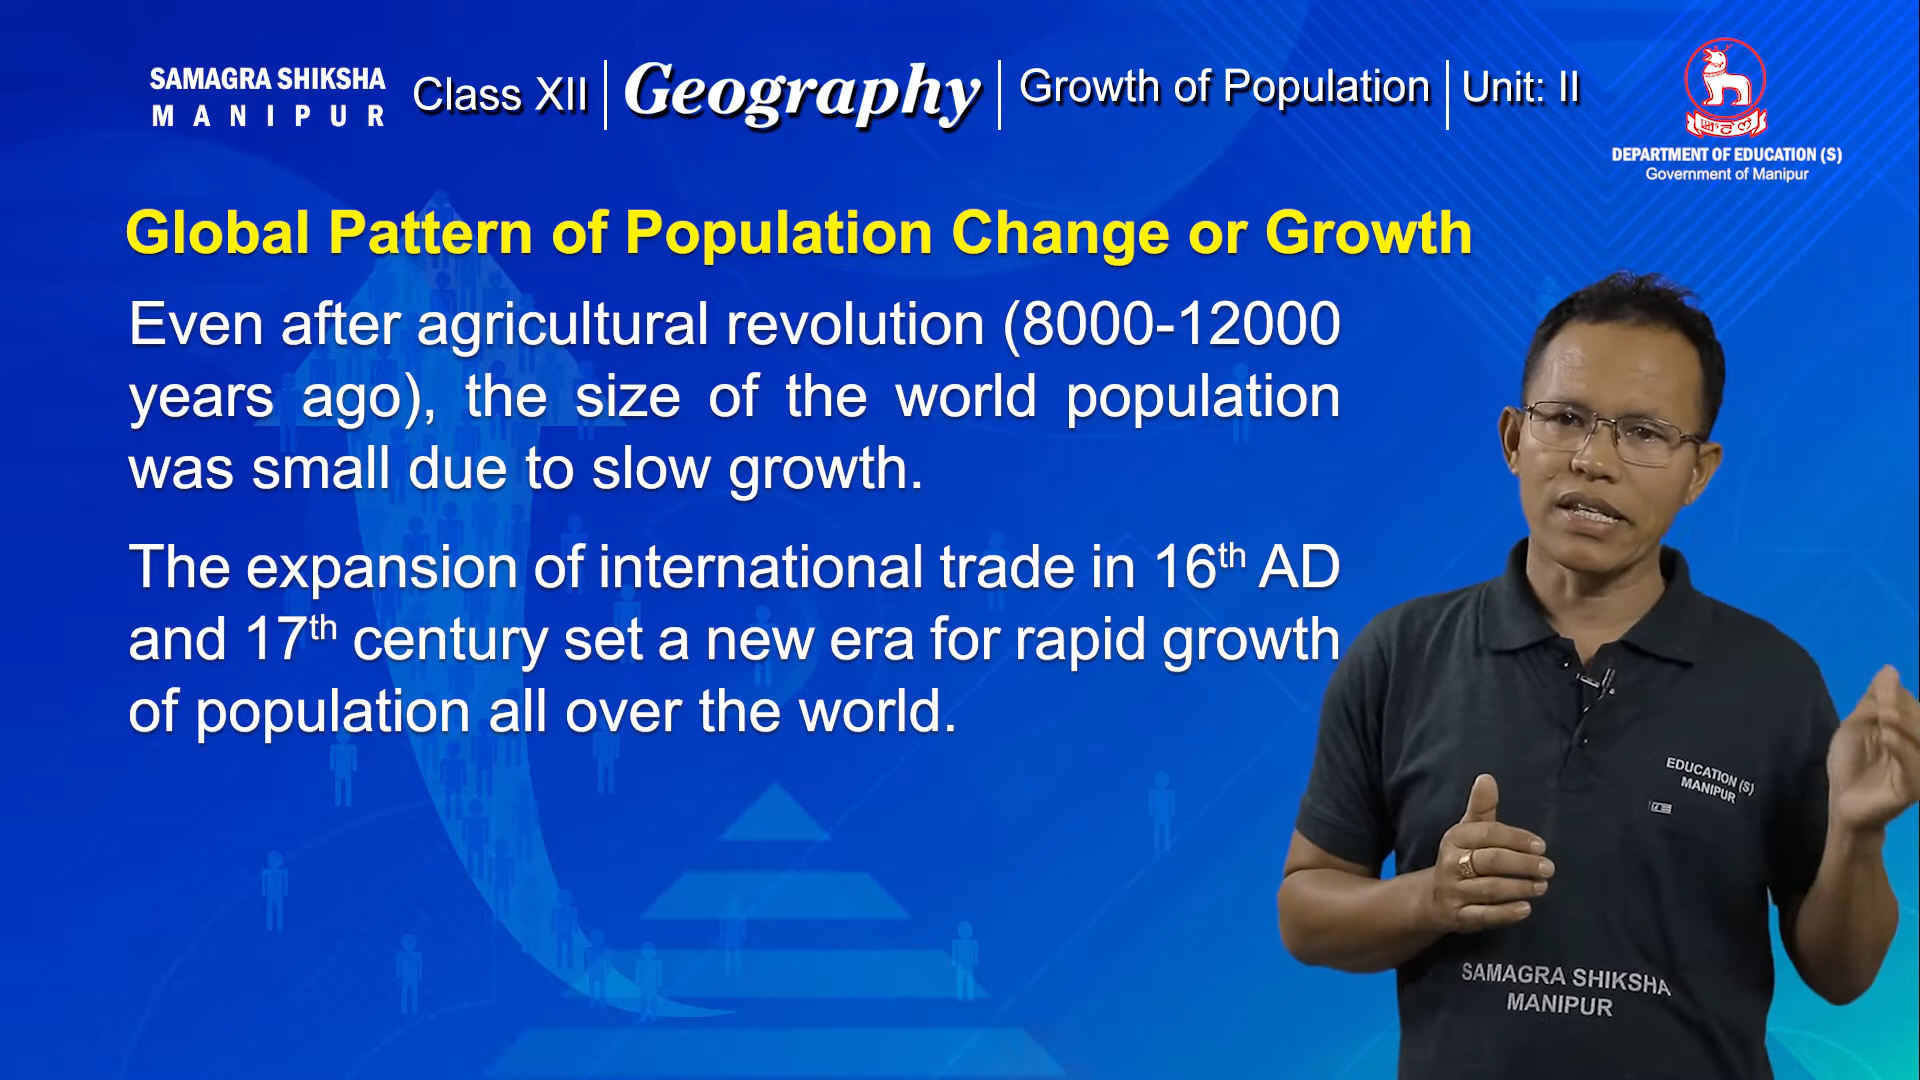 SAMAGRA SHIKSHA
MANIPUR
Class XII
Geography
Growth of Population
Unit: II
DEPARTMENT OF EDUCATION (S)
Government of Manipur
Global Pattern of Population Change or Growth
Even after agricultural revolution (8000-12000
years ago), the size of the world population
was small due to slow growth.
The expansion of international trade in 16th AD
and 17th century set a new era for rapid growth
of population all over the world.
EDUCATION (S)
MANIPUR
SAMAGRA SHIKSHA
MANIPUR